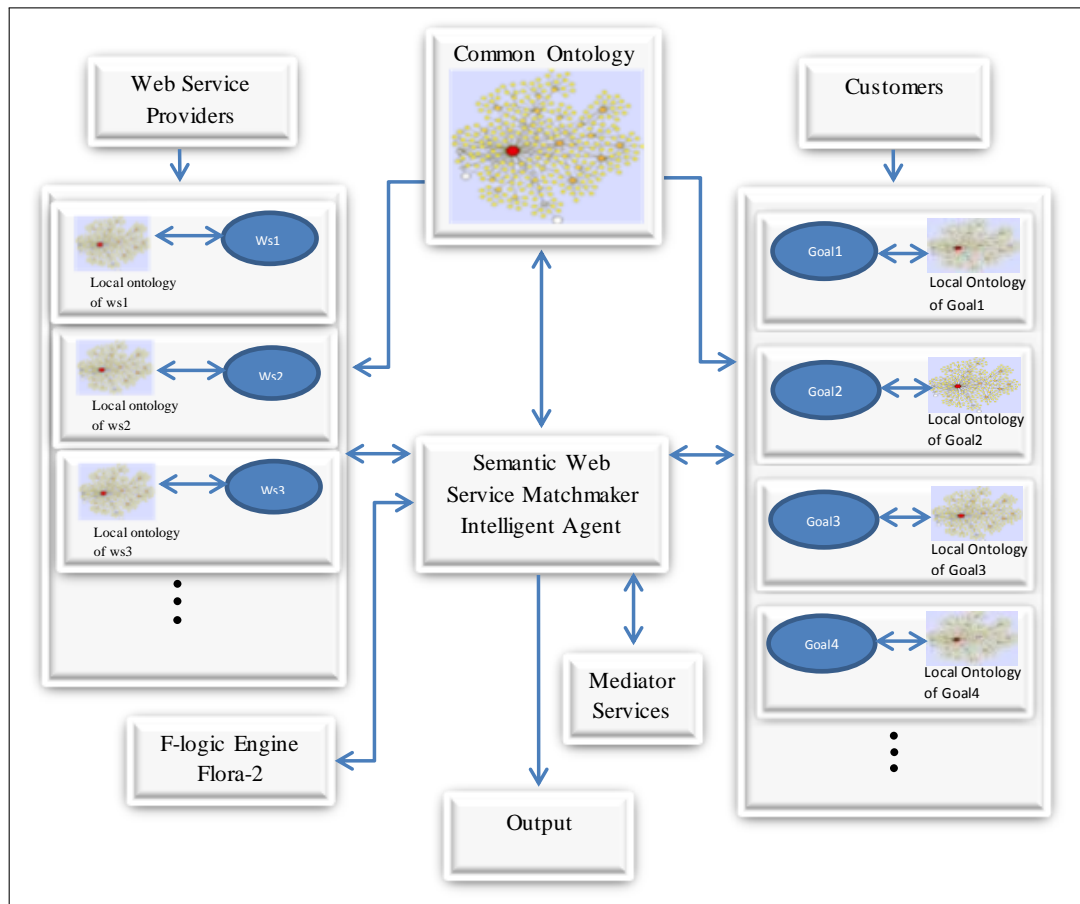 Common Ontology
Web Service
Providers
Customers
Ws1
Local ontology
of ws1
Ws2
Local ontology
of ws2
Ws3
Local ontology
of ws3
Goal1
Local Ontology
of Goal1
Goal2
Local Ontology
of Goal2
Goal3
Local Ontology
of Goal3
Goal4
Local Ontology
of Goal4
Semantic Web
Service Matchmaker
Intelligent Agent
Mediator
Services
F-logic Engine
Flora-2
Output